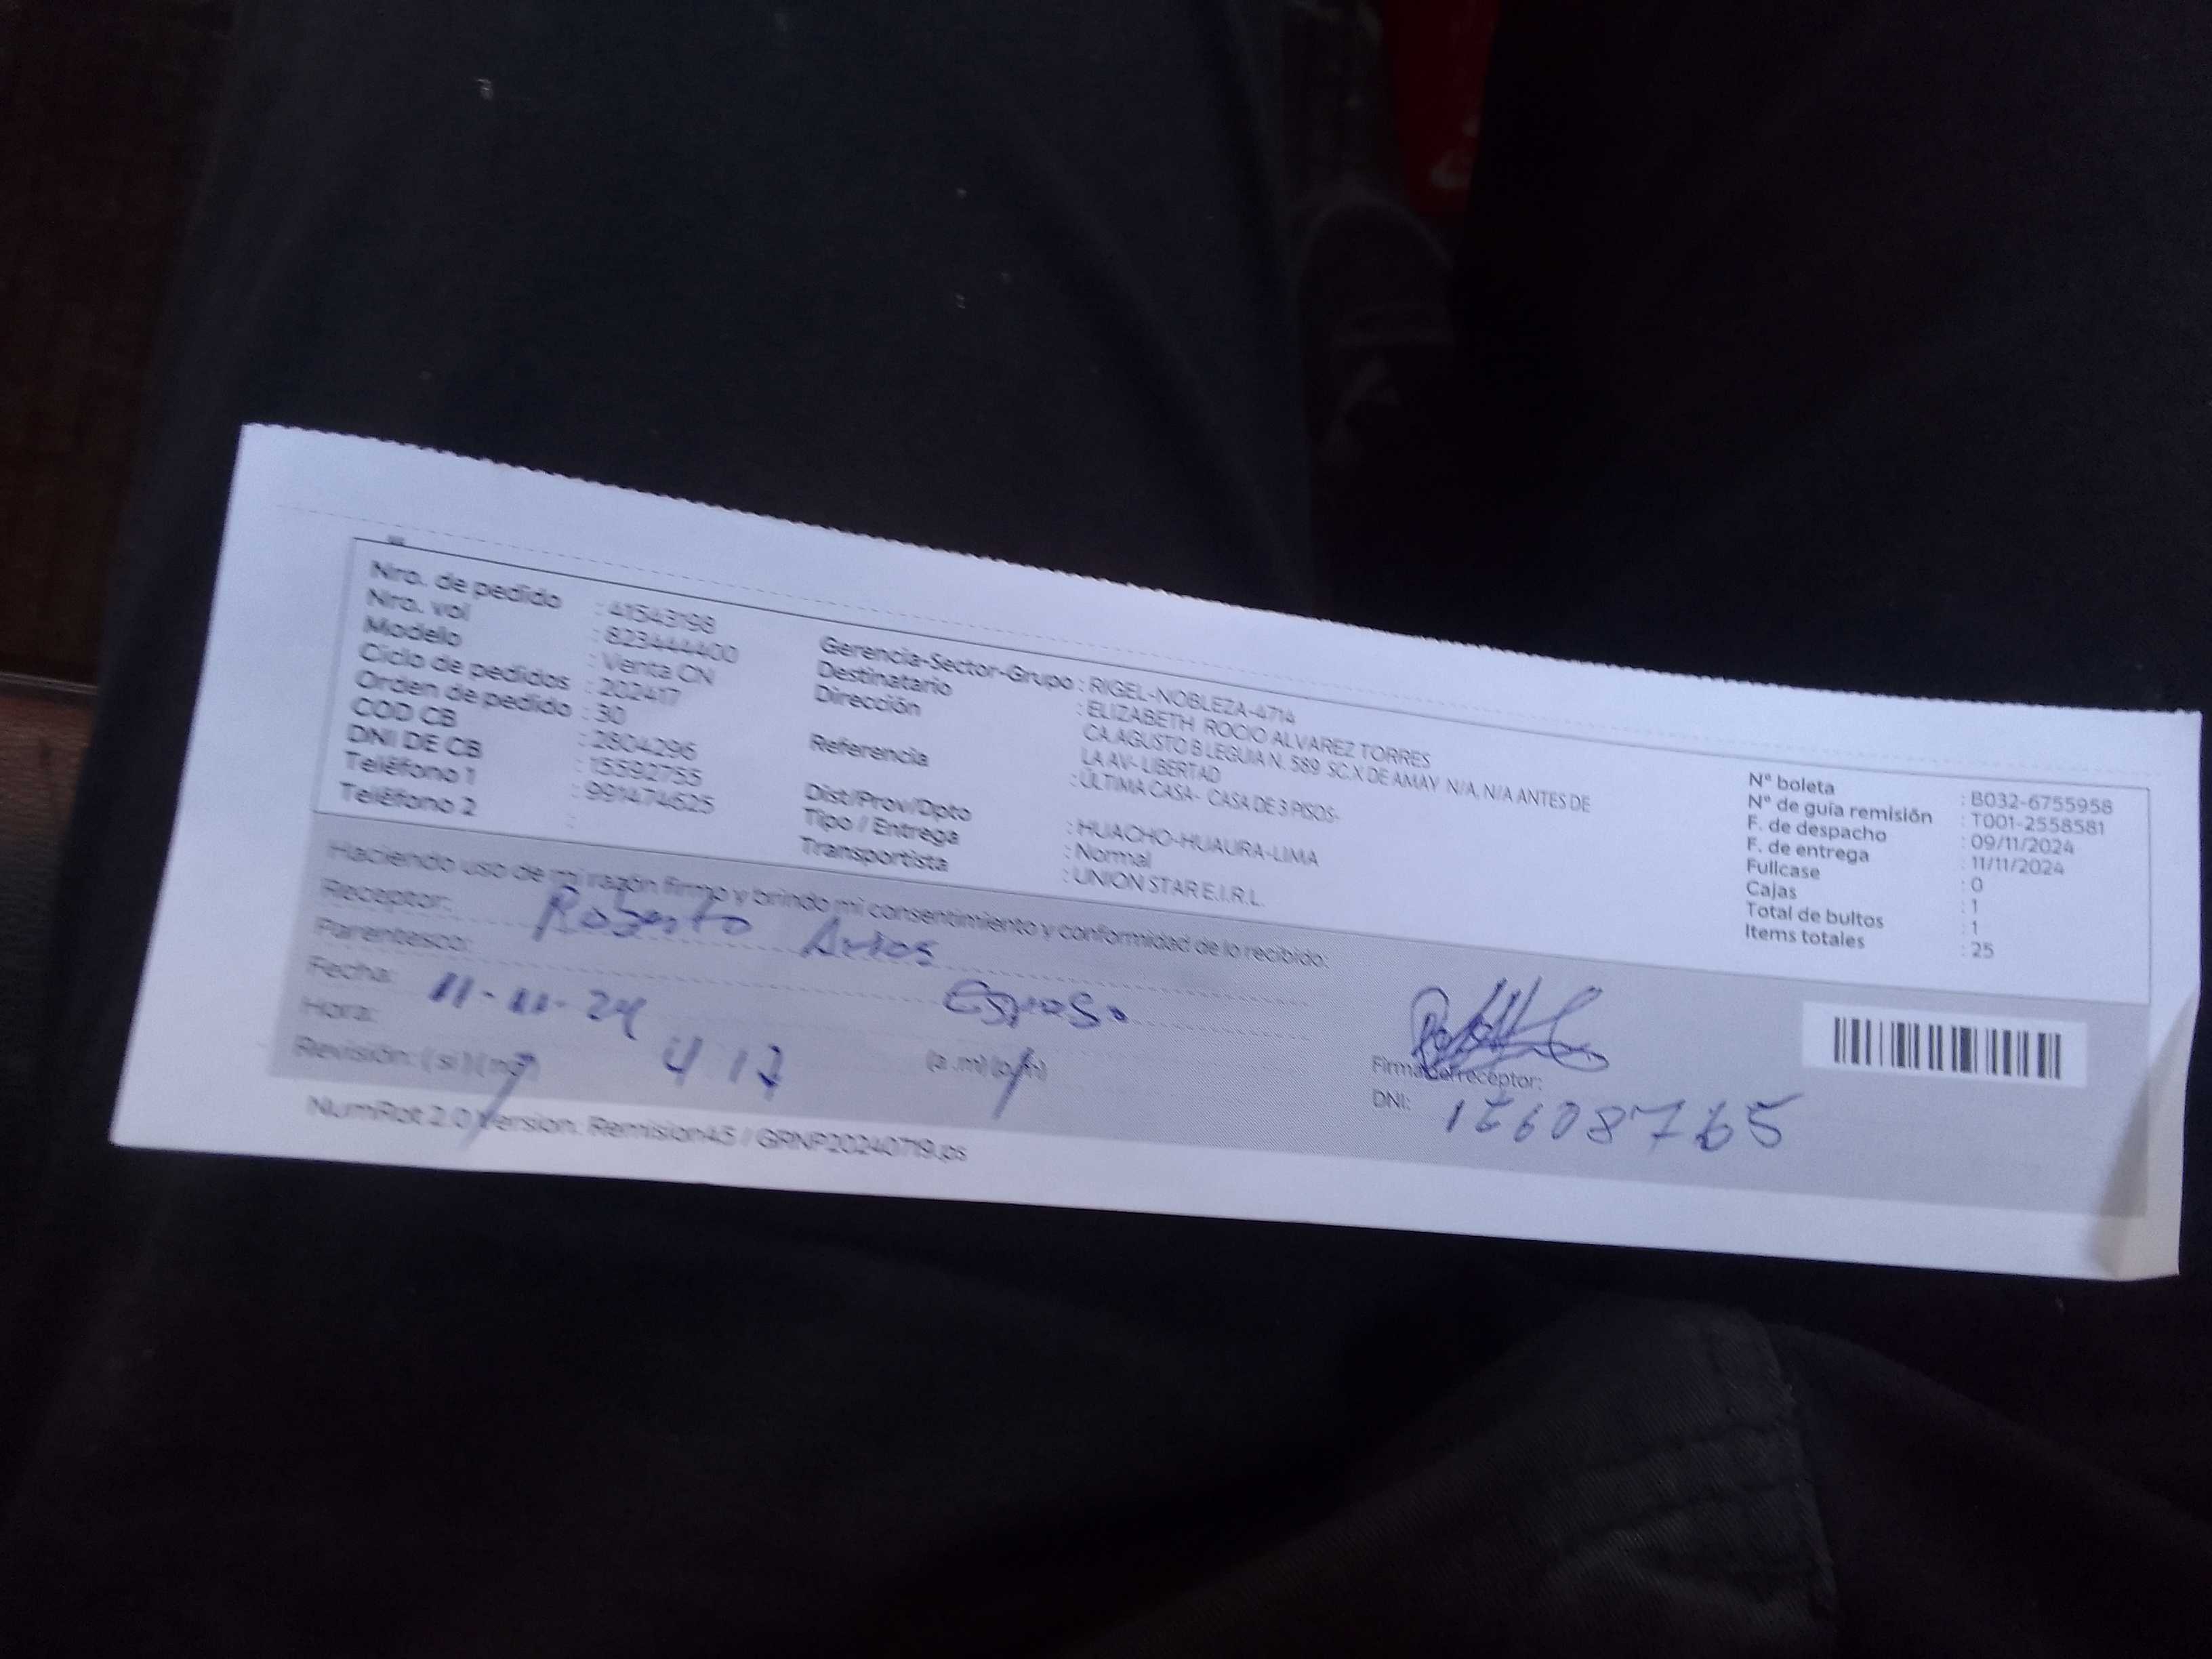 Nro. de pedido : 41543198
Nro. vol : 823444400
Modelo : Venta CN
Ciclo de pedidos : 202417
Orden de pedido : 30
COD CB : 2804296
DNI DE CB : 15592755
Teléfono 1 : 991474625
Teléfono 2 :
Gerencia-Sector-Grupo : RIGEL-NOBLEZA-4714
Destinatario : ELIZABETH ROCIO ALVAREZ TORRES
Dirección CA.AGUSTO B LEGUIA N. 589 SC.X DE AMAY N/A, N/A ANTES DE
LA AV- LIBERTAD
Referencia : ÚLTIMA CASA- CASA DE 3 PISOS-
Dist/Prov/Dpto : HUACHO-HUAURA-LIMA
Tipo / Entrega : Normal
Transportista : UNION STAR E.I.R.L.
N° boleta : B032-6755958
N° de guía remisión : T001-2558581
F. de despacho : 09/11/2024
F. de entrega : 11/11/2024
Fullcase : 0
Cajas : 1
Total de bultos : 1
Items totales : 25
Haciendo uso de mi razón firmo y brindo mi consentimiento y conformidad de lo recibido:
Receptor: Roberto Arios
Parentesco: Esposo
Fecha: 11-11-24
Hora: 4 17 (a .m) (p. m)
Revisión: ( si ) ( no )
Firma del receptor:
DNI: 15608765
NumRot 2.0 Version: Remision45 / GRNP20240719.ps